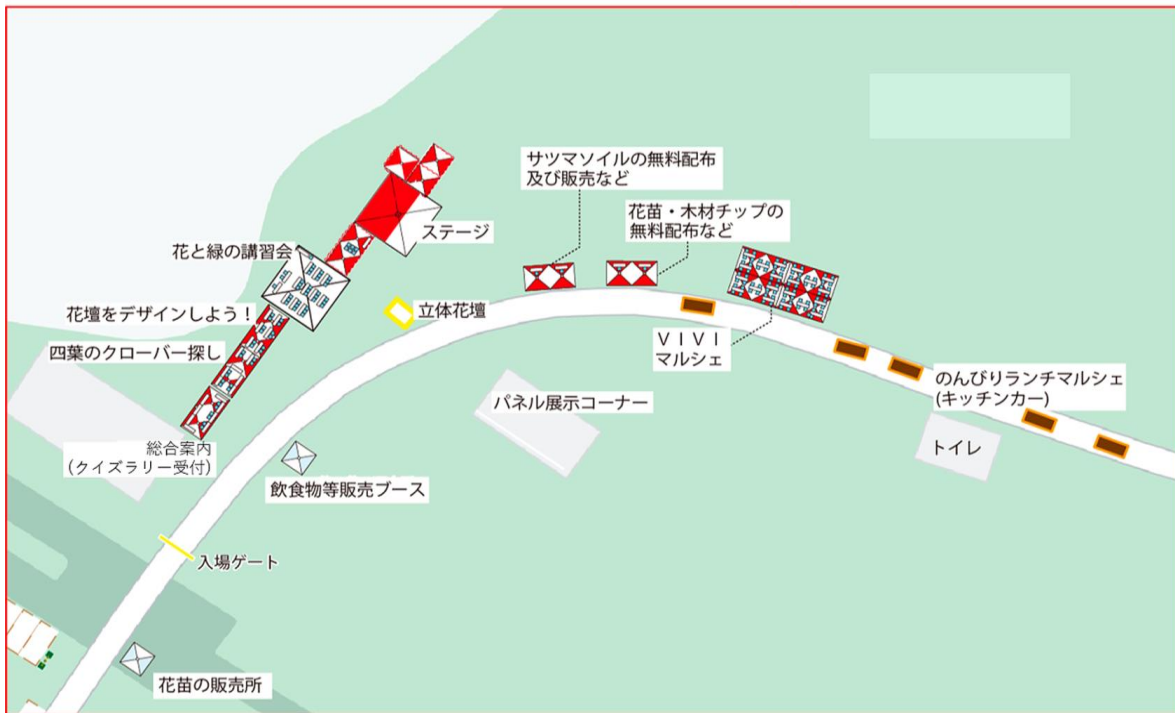 サツマソイルの無料配布
及び販売など
花苗・木材チップの
無料配布など
ステージ
花と緑の講習会
花壇をデザインしよう！
立体花壇
四葉のクローバー探し
ＶＩＶＩ
マルシェ
のんびりランチマルシェ
(キッチンカー)
パネル展示コーナー
トイレ
総合案内
(クイズラリー受付)
飲食物等販売ブース
入場ゲート
花苗の販売所